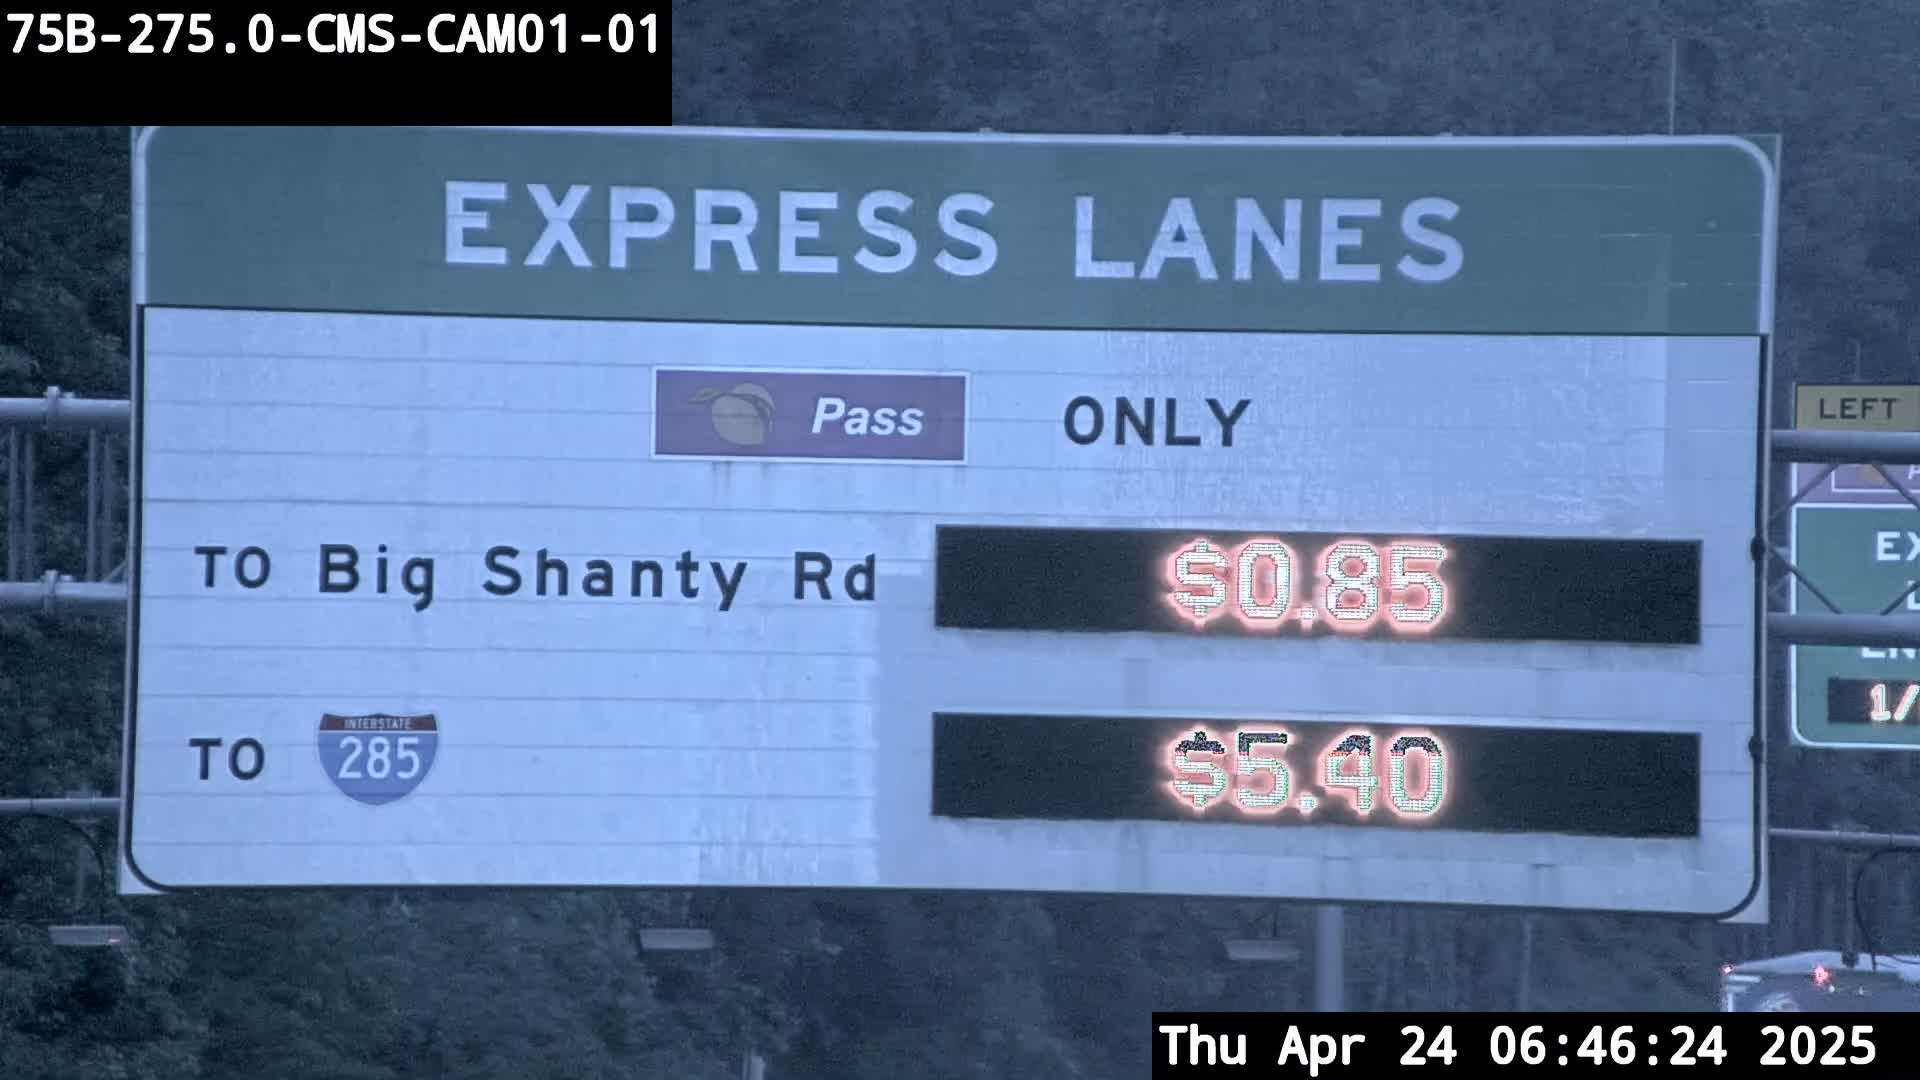 75B-275.0-CMS-CAM01-01
EXPRESS LANES
Pass ONLY
LEFT
TO Big Shanty Rd $0.85
TO INTERSTATE 285 $5.40
1/
Thu Apr 24 06:46:24 2025